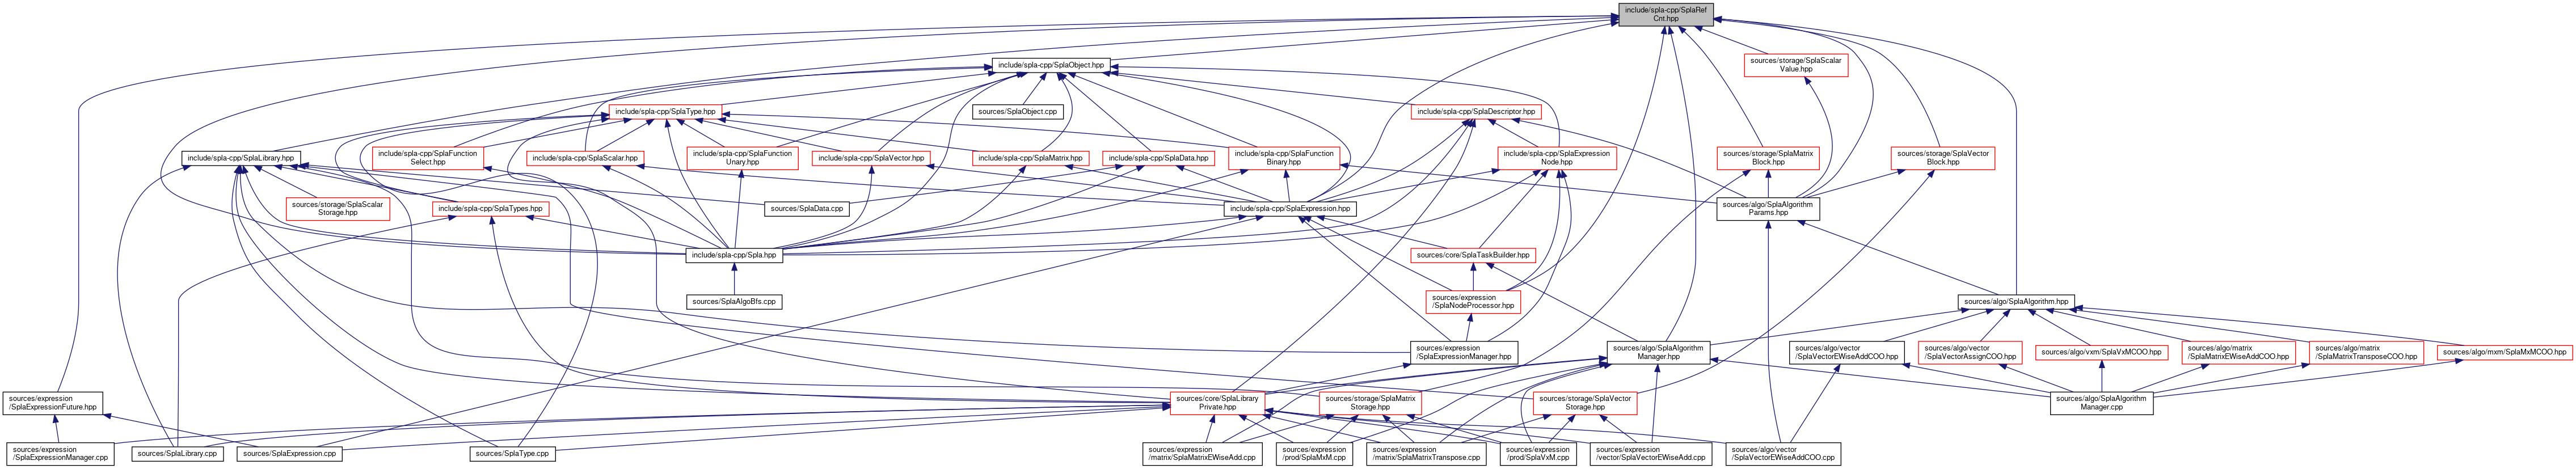 include/spla-cpp/SplaRef
Cnt.hpp
include/spla-cpp/SplaObject.hpp
sources/storage/SplaScalar
Value.hpp
include/spla-cpp/SplaType.hpp
sources/SplaObject.cpp
include/spla-cpp/SplaDescriptor.hpp
include/spla-cpp/SplaLibrary.hpp
include/spla-cpp/SplaFunction
Select.hpp
include/spla-cpp/SplaScalar.hpp
include/spla-cpp/SplaFunction
Unary.hpp
include/spla-cpp/SplaVector.hpp
include/spla-cpp/SplaMatrix.hpp
include/spla-cpp/SplaData.hpp
include/spla-cpp/SplaFunction
Binary.hpp
include/spla-cpp/SplaExpression
Node.hpp
sources/storage/SplaMatrix
Block.hpp
sources/storage/SplaVector
Block.hpp
sources/storage/SplaScalar
Storage.hpp
include/spla-cpp/SplaTypes.hpp
sources/SplaData.cpp
include/spla-cpp/SplaExpression.hpp
sources/algo/SplaAlgorithm
Params.hpp
include/spla-cpp/Spla.hpp
sources/core/SplaTaskBuilder.hpp
sources/SplaAlgoBfs.cpp
sources/expression
/SplaNodeProcessor.hpp
sources/algo/SplaAlgorithm.hpp
sources/expression
/SplaExpressionManager.hpp
sources/algo/SplaAlgorithm
Manager.hpp
sources/algo/vector
/SplaVectorEWiseAddCOO.hpp
sources/algo/vector
/SplaVectorAssignCOO.hpp
sources/algo/vxm/SplaVxMCOO.hpp
sources/algo/matrix
/SplaMatrixEWiseAddCOO.hpp
sources/algo/matrix
/SplaMatrixTransposeCOO.hpp
sources/algo/mxm/SplaMxMCOO.hpp
sources/expression
/SplaExpressionFuture.hpp
sources/core/SplaLibrary
Private.hpp
sources/storage/SplaMatrix
Storage.hpp
sources/storage/SplaVector
Storage.hpp
sources/algo/SplaAlgorithm
Manager.cpp
sources/expression
/SplaExpressionManager.cpp
sources/SplaLibrary.cpp
sources/SplaExpression.cpp
sources/SplaType.cpp
sources/expression
/matrix/SplaMatrixEWiseAdd.cpp
sources/expression
/prod/SplaMxM.cpp
sources/expression
/matrix/SplaMatrixTranspose.cpp
sources/expression
/prod/SplaVxM.cpp
sources/expression
/vector/SplaVectorEWiseAdd.cpp
sources/algo/vector
/SplaVectorEWiseAddCOO.cpp